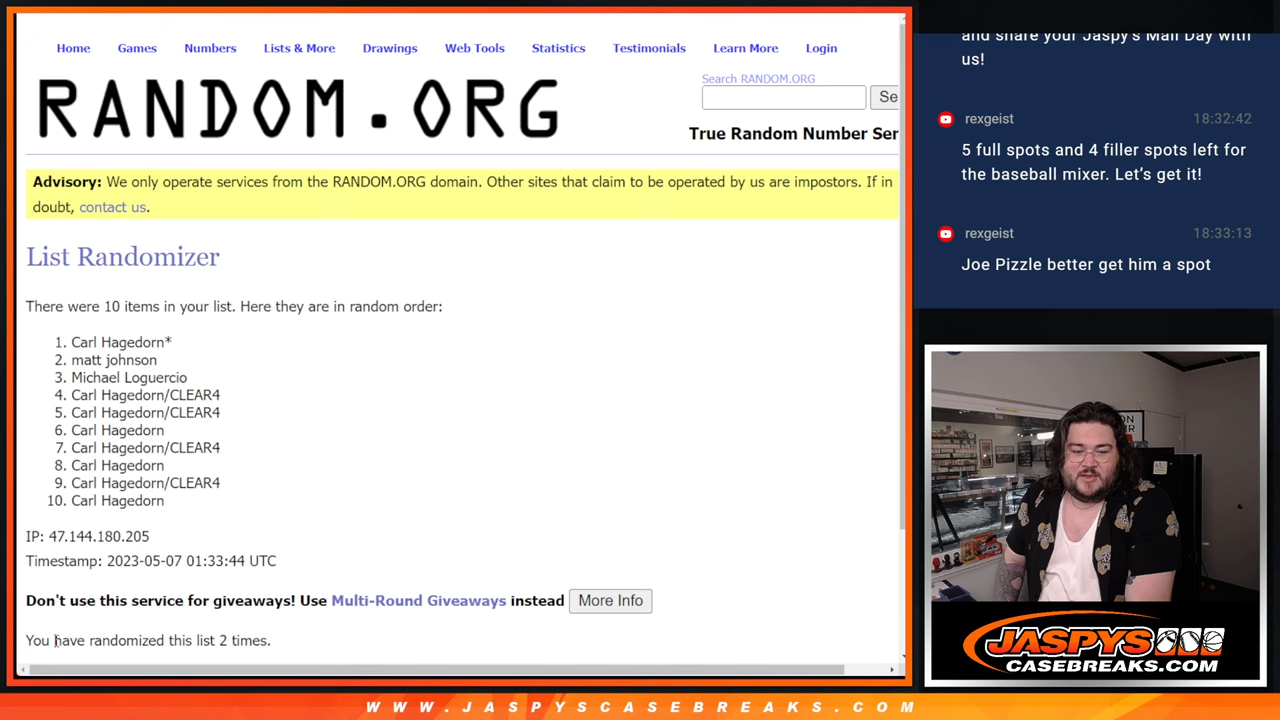 Home Games Numbers Lists & More Drawings Web Tools Statistics Testimonials Learn More Login
RANDOM.ORG
Search RANDOM.ORG
Se
True Random Number Ser
Advisory: We only operate services from the RANDOM.ORG domain. Other sites that claim to be operated by us are impostors. If in
doubt, contact us.
List Randomizer
There were 10 items in your list. Here they are in random order:
1. Carl Hagedorn*
2. matt johnson
3. Michael Loguercio
4. Carl Hagedorn/CLEAR4
5. Carl Hagedorn/CLEAR4
6. Carl Hagedorn
7. Carl Hagedorn/CLEAR4
8. Carl Hagedorn
9. Carl Hagedorn/CLEAR4
10. Carl Hagedorn
IP: 47.144.180.205
Timestamp: 2023-05-07 01:33:44 UTC
Don't use this service for giveaways! Use Multi-Round Giveaways instead More Info
You have randomized this list 2 times.
and share your Jaspy's Mail Day with
us!
rexgeist 18:32:42
5 full spots and 4 filler spots left for
the baseball mixer. Let's get it!
rexgeist 18:33:13
Joe Pizzle better get him a spot
JASPYS
CASEBREAKS.COM
WWW.JASPYSCASEBREAKS.COM